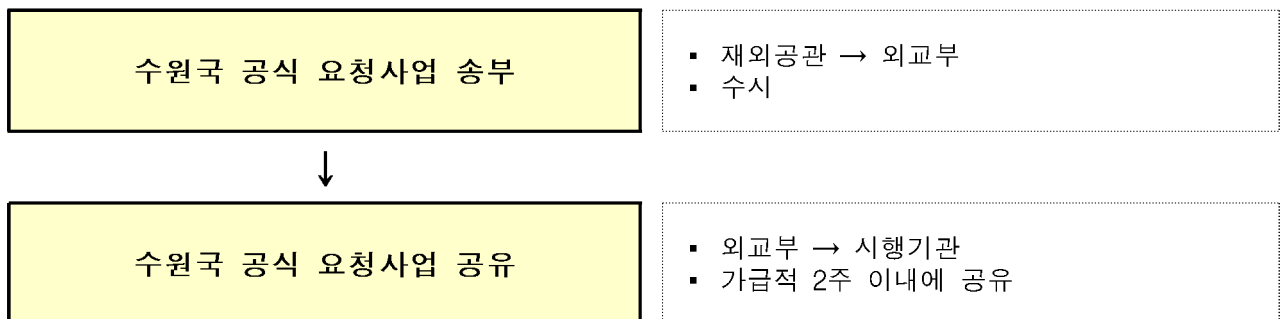 수원국 공식 요청사업 송부
▪ 재외공관 → 외교부
▪ 수시
↓
수원국 공식 요청사업 공유
▪ 외교부 → 시행기관
▪ 가급적 2주 이내에 공유